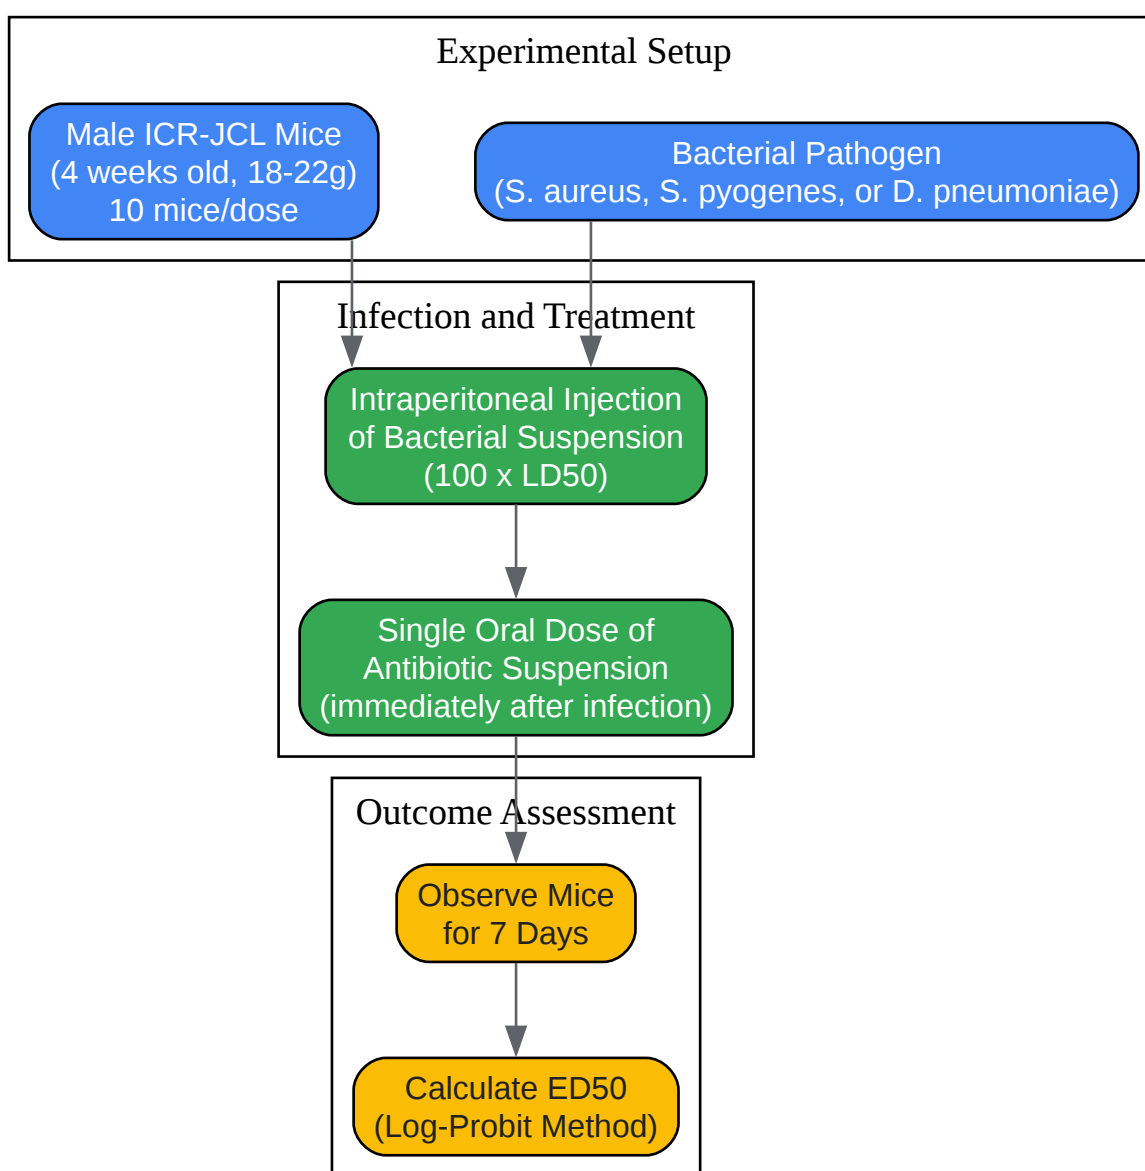 Experimental Setup
Male ICR-JCL Mice
(4 weeks old, 18-22g)
10 mice/dose
Bacterial Pathogen
(S. aureus, S. pyogenes, or D. pneumoniae)
Infection and Treatment
Intraperitoneal Injection
of Bacterial Suspension
(100 x LD50)
Single Oral Dose of
Antibiotic Suspension
(immediately after infection)
Outcome Assessment
Observe Mice
for 7 Days
Calculate ED50
(Log-Probit Method)